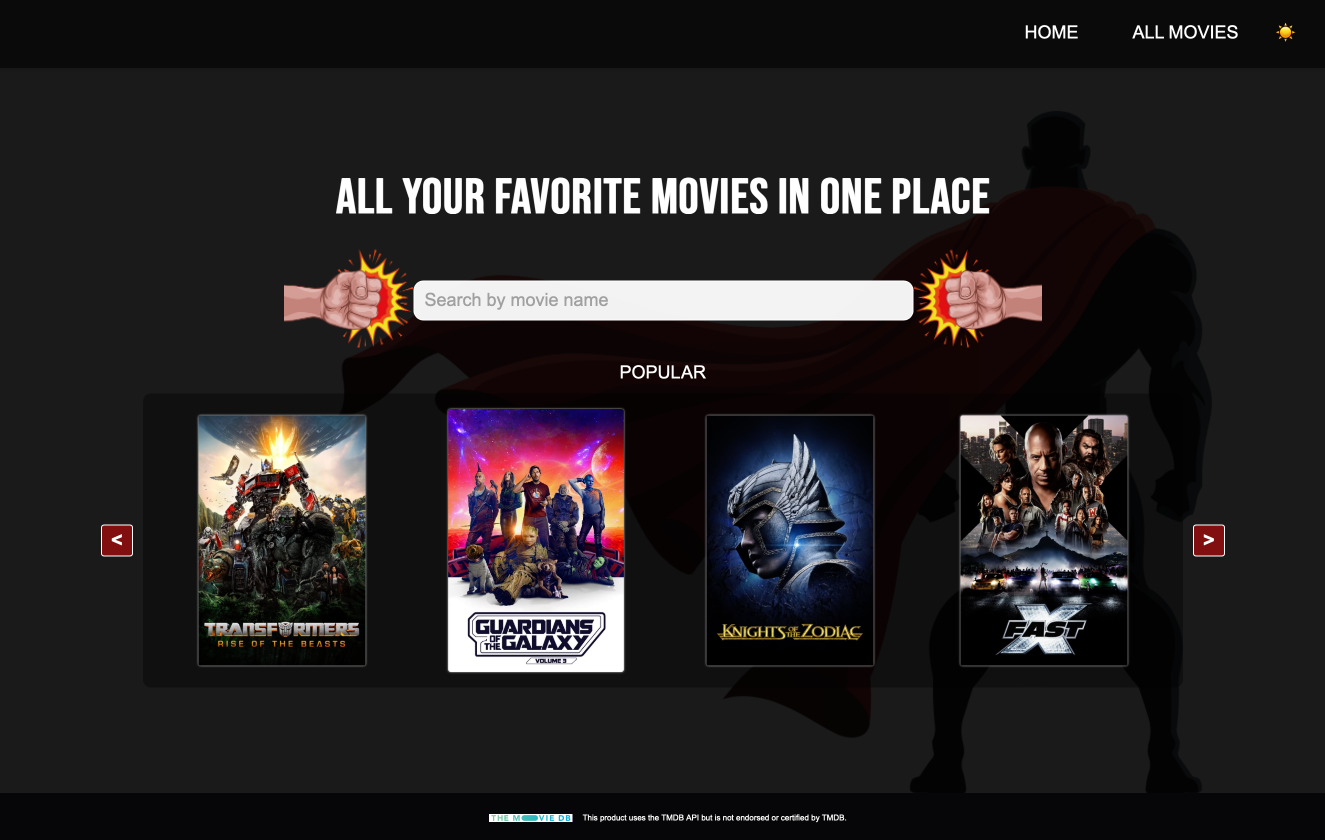 HOME ALL MOVIES
ALL YOUR FAVORITE MOVIES IN ONE PLACE
Search by movie name
POPULAR
<
TRANSFORMERS
RISE OF THE BEASTS
GUARDIANS
OF THE GALAXY
VOLUME 3
KNIGHTS OF THE ZODIAC
FAST X
>
THE MOVIE DB This product uses the TMDB API but is not endorsed or certified by TMDB.